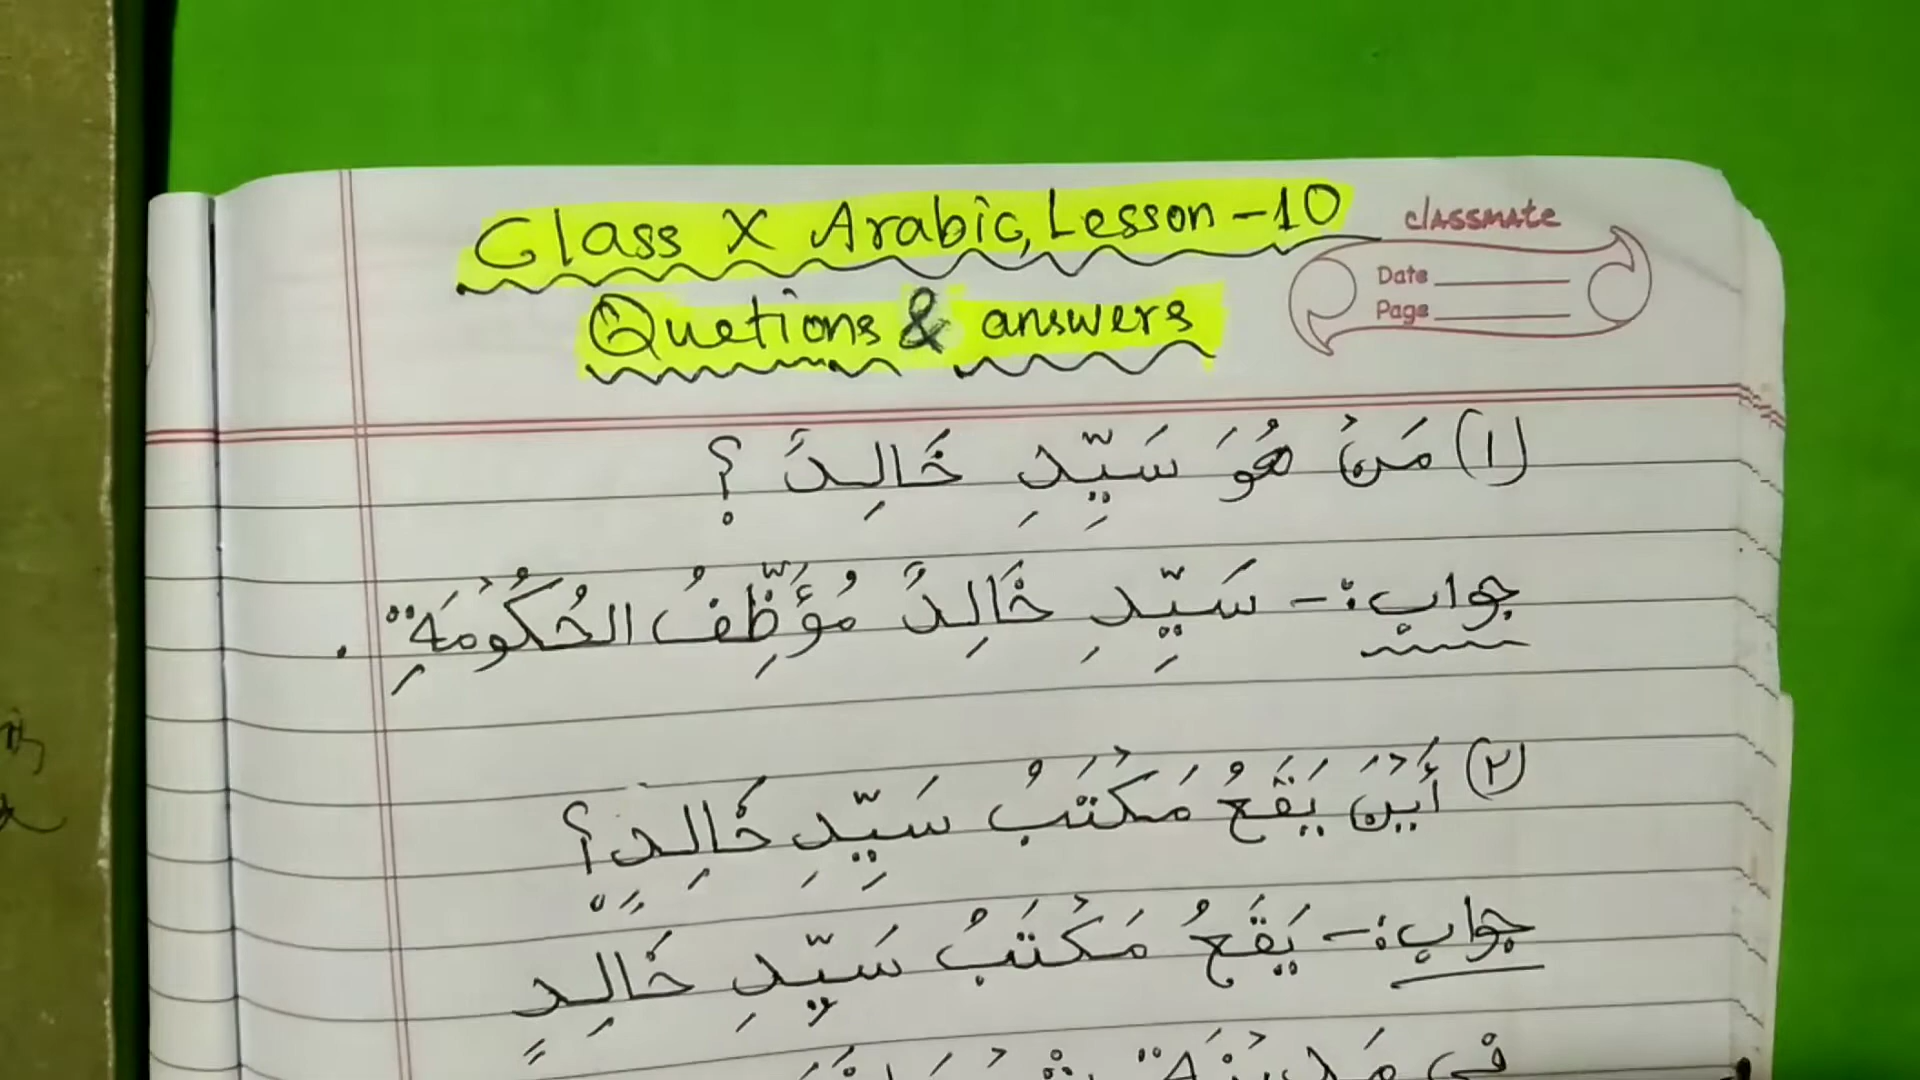 Class X Arabic, Lesson-10
classmate
Quetions & answers
Date
Page
(١) مَنْ هُوَ سَيِّدِ خَالِدً ؟
جواب:- سَيِّدِ خَالِدً مُؤَظِّفُ الحُكُومَةِ .
(٢) أَيْنَ يَقَعُ مَكْتَبُ سَيِّدِ خَالِدٍ؟
جواب:- يَقَعُ مَكْتَبُ سَيِّدِ خَالِدٍ
فى